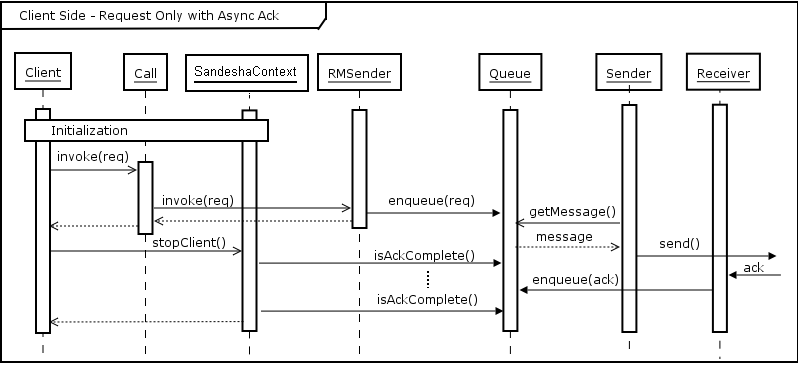 Client Side - Request Only with Async Ack
Client
Call
SandeshaContext
RMSender
Queue
Sender
Receiver
Initialization
invoke(req)
invoke(req)
enqueue(req)
getMessage()
message
stopClient()
send()
isAckComplete()
ack
enqueue(ack)
isAckComplete()